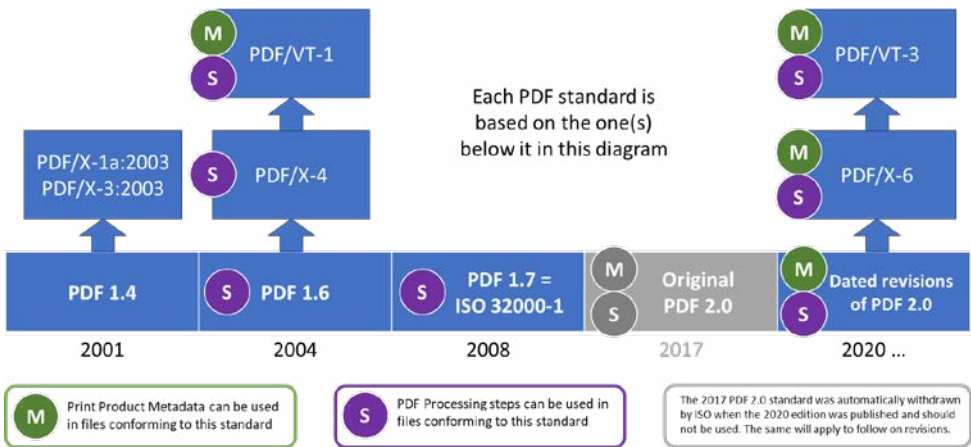 M
PDF/VT-1
S
M
PDF/VT-3
S
Each PDF standard is
based on the one(s)
below it in this diagram
PDF/X-1a:2003
PDF/X-3:2003
S
PDF/X-4
M
PDF/X-6
S
PDF 1.4
S
PDF 1.6
S
PDF 1.7 =
ISO 32000-1
M
S
Original
PDF 2.0
M
S
Dated revisions
of PDF 2.0
2001
2004
2008
2017
2020 ...
M
Print Product Metadata can be used
in files conforming to this standard
S
PDF Processing steps can be used in
files conforming to this standard
The 2017 PDF 2.0 standard was automatically withdrawn
by ISO when the 2020 edition was published and should
not be used. The same will apply to follow on revisions.